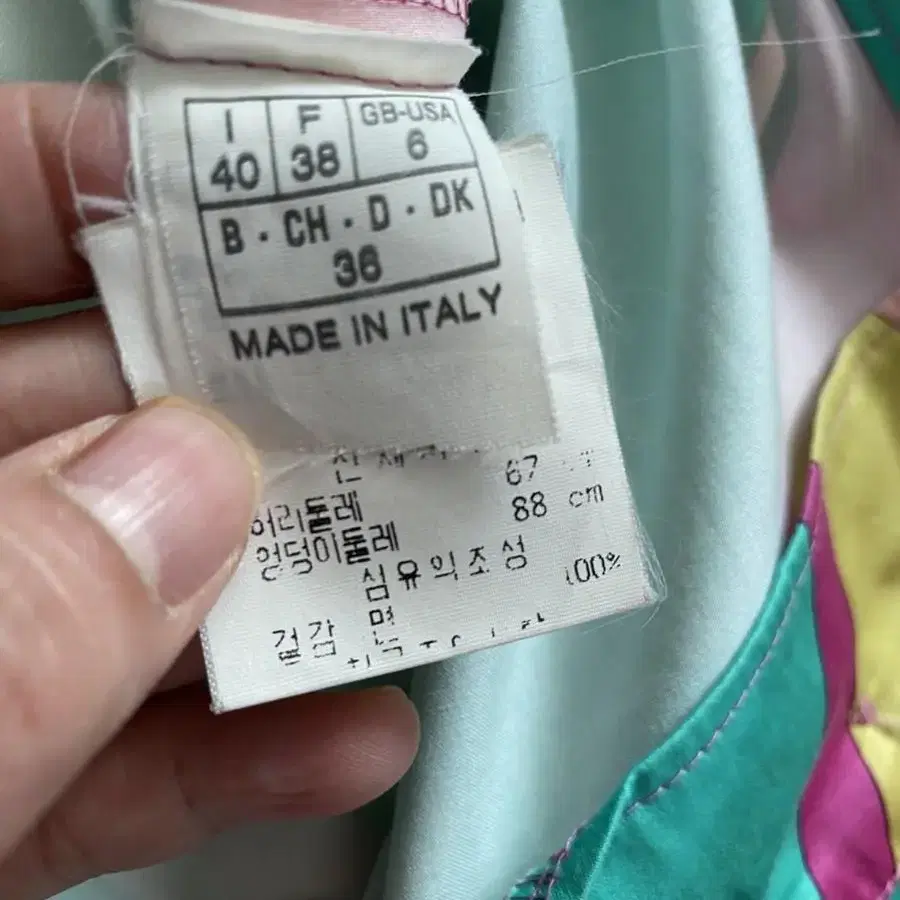 I F GB-USA
40 38 6
B · CH · D · DK
36
MADE IN ITALY
67
허리둘레 88 cm
엉덩이둘레
섬유의조성
겉감 면 100%